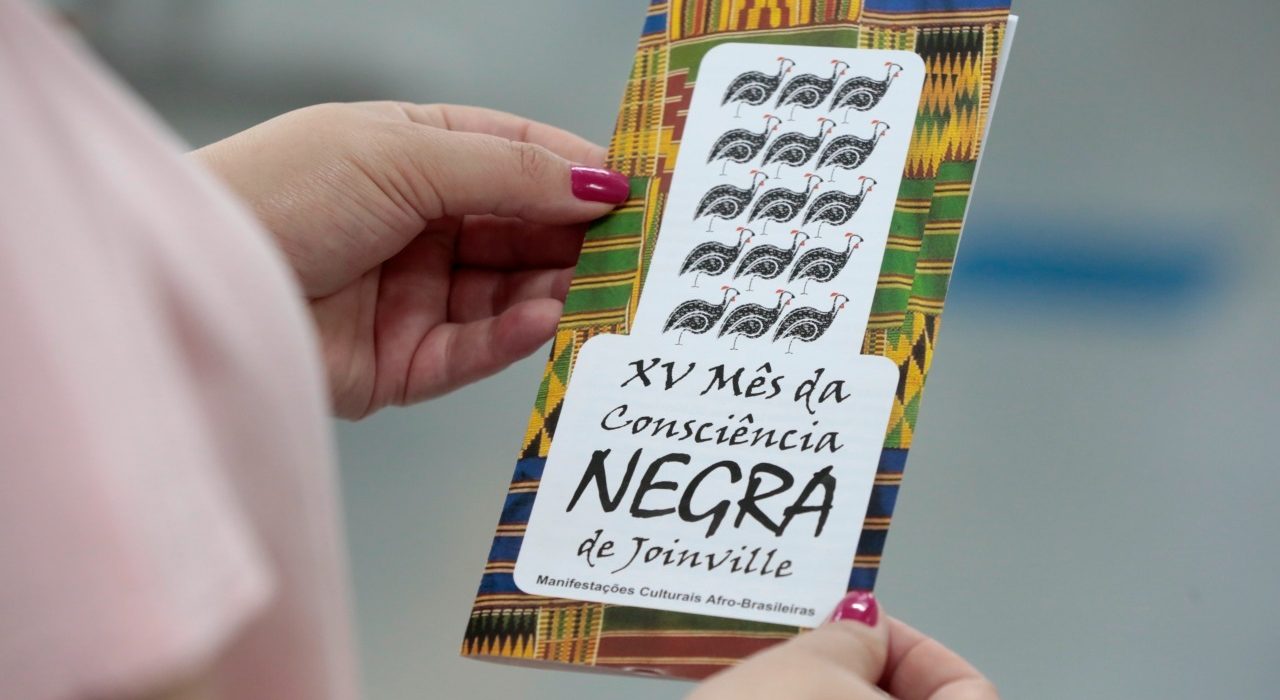 XV Mês da
Consciência
NEGRA
de Joinville
Manifestações Culturais Afro-Brasileiras